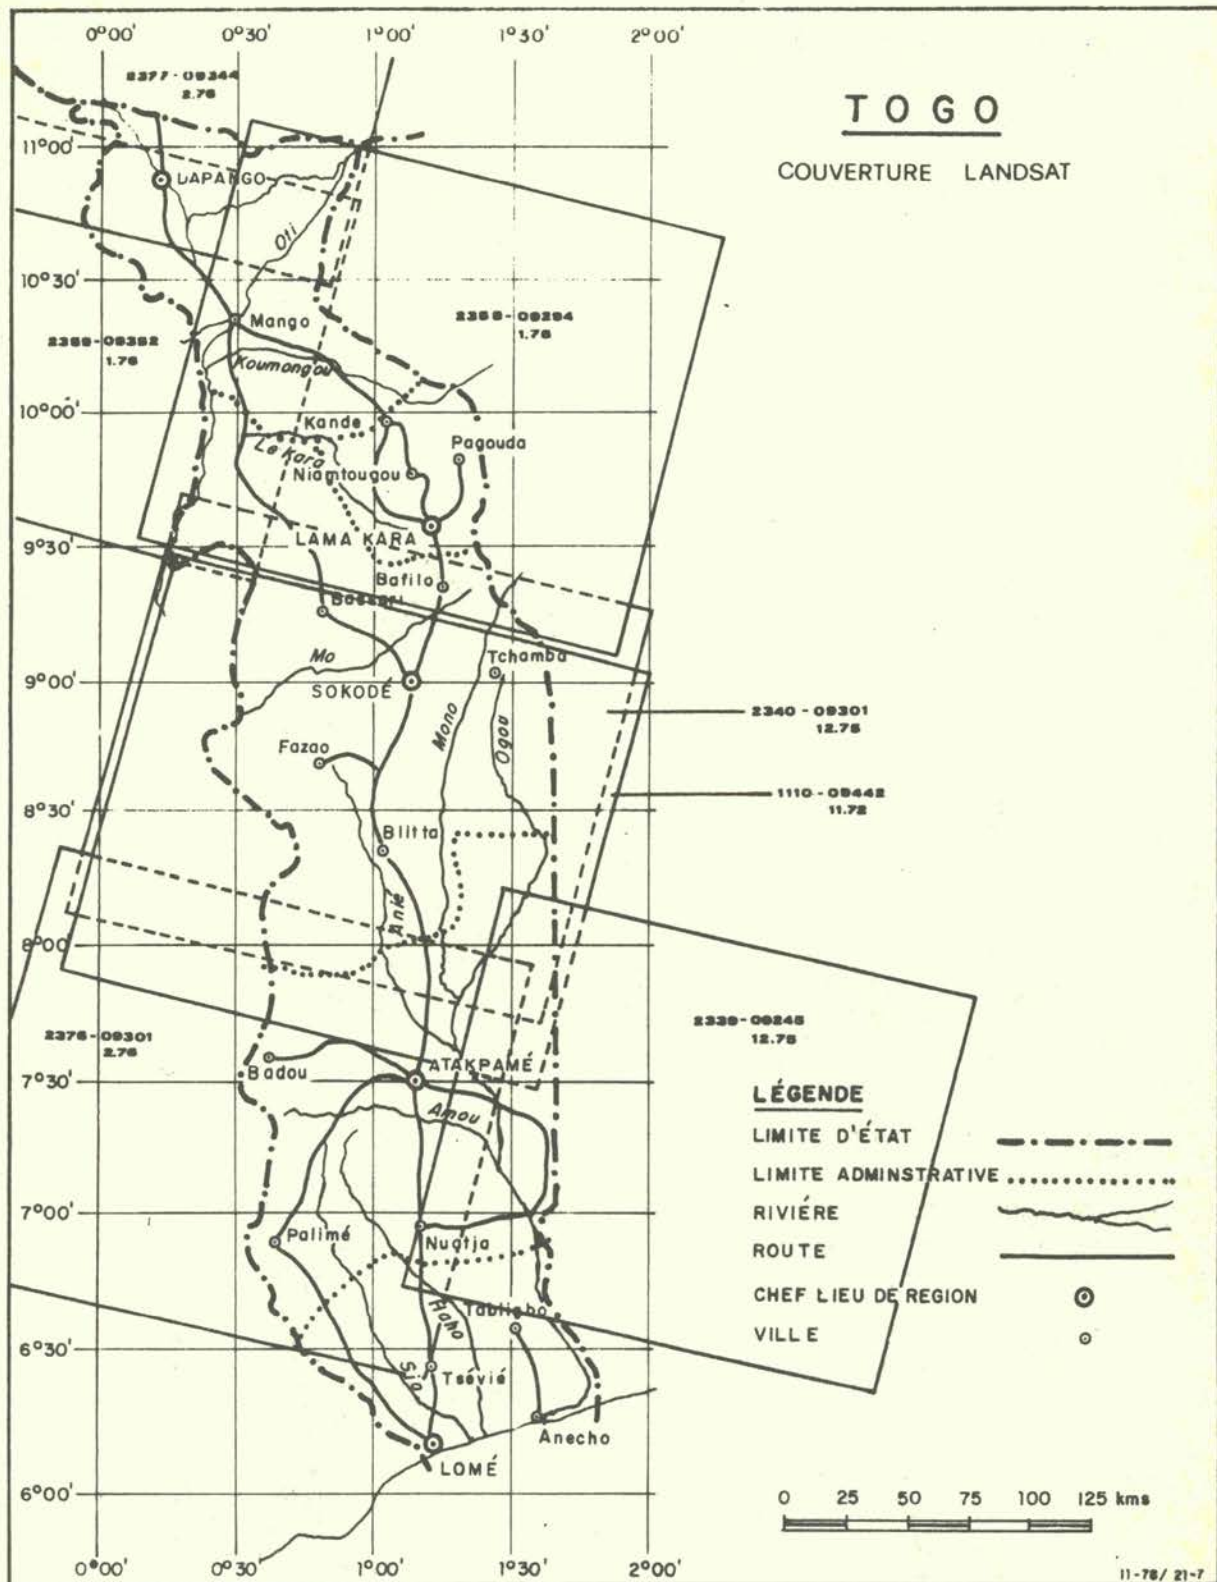 0°00'
0°30'
1°00'
1°30'
2°00'
2377-09344
2.76
TOGO
COUVERTURE LANDSAT
11°00'
DAPANGO
Oti
10°30'
Mango
2358-09294
1.76
2359-09352
1.76
Koumongou
10°00'
Kande
Pagouda
Le Kara
Niamtougou
9°30'
LAMA KARA
Bafilo
Bassari
Mo
Tchamba
9°00'
SOKODÉ
Mono
Ogou
2340-09301
12.75
Fazao
8°30'
1110-09442
11.72
Blitta
Anié
8°00'
2376-09301
2.76
2339-09245
12.75
ATAKPAMÉ
Badou
7°30'
Amou
LÉGENDE
LIMITE D'ÉTAT
LIMITE ADMINSTRATIVE
7°00'
RIVIÉRE
Palimé
Nuatja
ROUTE
Haho
Tabligbo
CHEF LIEU DE REGION
VILLE
6°30'
Sio
Tsévié
Anecho
LOMÉ
6°00'
0 25 50 75 100 125 kms
0°00'
0°30'
1°00'
1°30'
2°00'
11-78/ 21-7